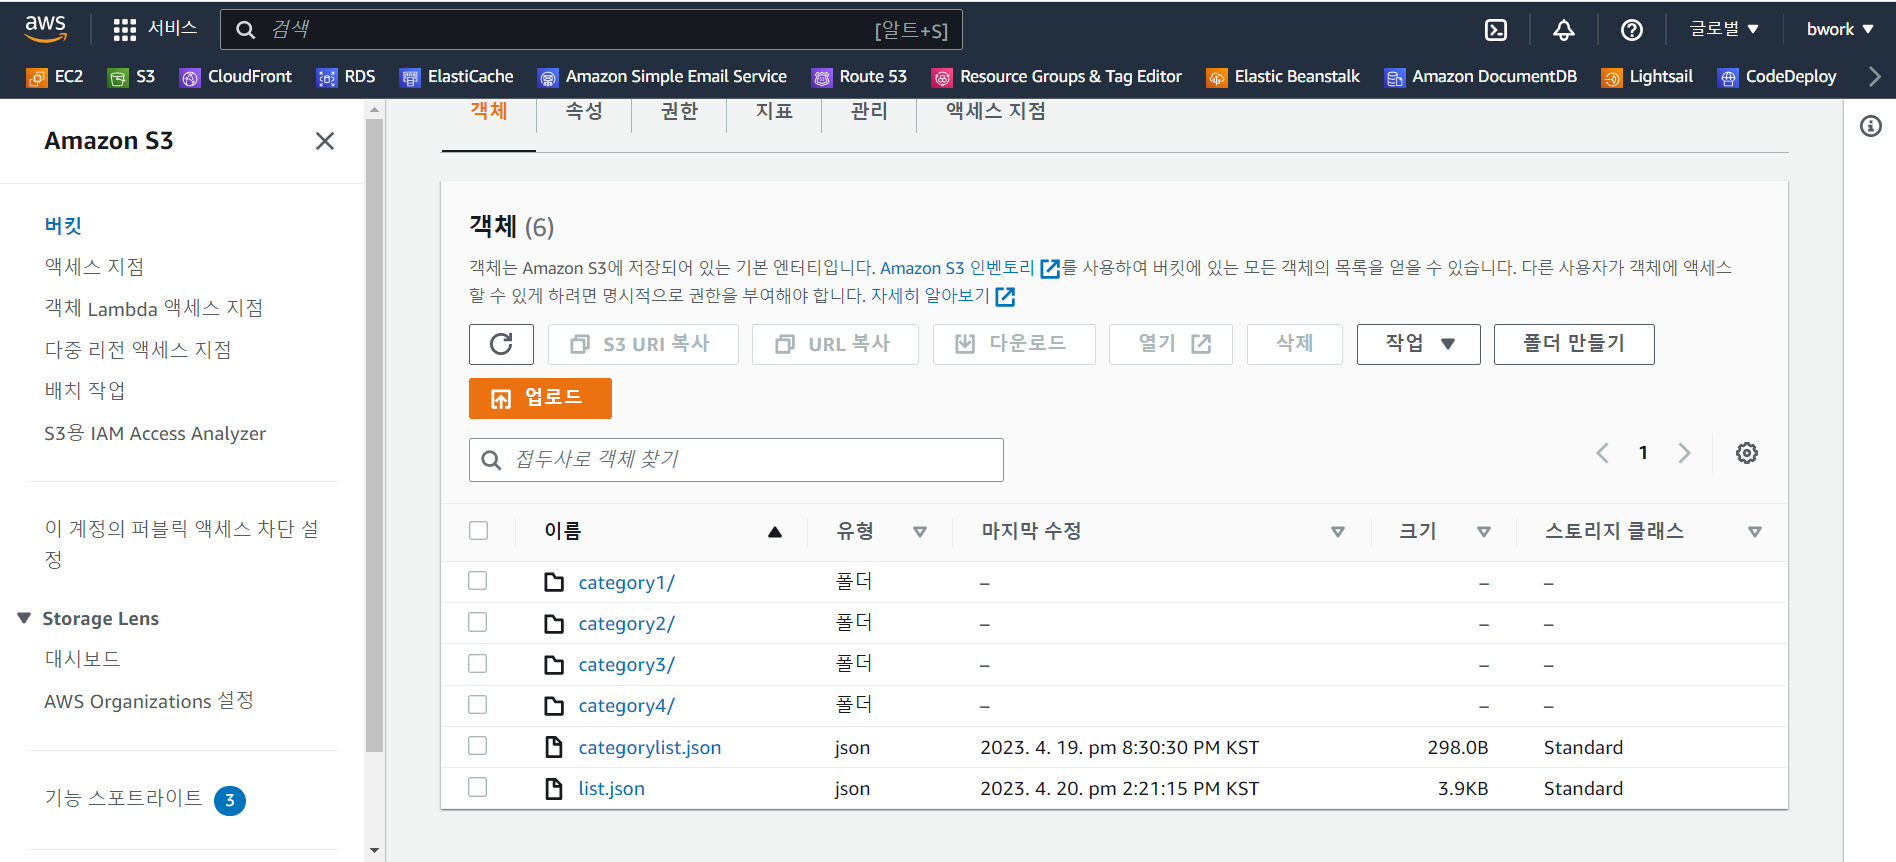 aws 서비스 검색 [알트+S] 글로벌 bwork
EC2 S3 CloudFront RDS ElastiCache Amazon Simple Email Service Route 53 Resource Groups & Tag Editor Elastic Beanstalk Amazon DocumentDB Lightsail CodeDeploy
Amazon S3
버킷
액세스 지점
객체 Lambda 액세스 지점
다중 리전 액세스 지점
배치 작업
S3용 IAM Access Analyzer
이 계정의 퍼블릭 액세스 차단 설
정
Storage Lens
대시보드
AWS Organizations 설정
기능 스포트라이트 3
객체 속성 권한 지표 관리 액세스 지점
객체 (6)
객체는 Amazon S3에 저장되어 있는 기본 엔터티입니다. Amazon S3 인벤토리 를 사용하여 버킷에 있는 모든 객체의 목록을 얻을 수 있습니다. 다른 사용자가 객체에 액세스
할 수 있게 하려면 명시적으로 권한을 부여해야 합니다. 자세히 알아보기
S3 URI 복사 URL 복사 다운로드 열기 삭제 작업 폴더 만들기
업로드
접두사로 객체 찾기 1
이름 유형 마지막 수정 크기 스토리지 클래스
category1/ 폴더 – – –
category2/ 폴더 – – –
category3/ 폴더 – – –
category4/ 폴더 – – –
categorylist.json json 2023. 4. 19. pm 8:30:30 PM KST 298.0B Standard
list.json json 2023. 4. 20. pm 2:21:15 PM KST 3.9KB Standard